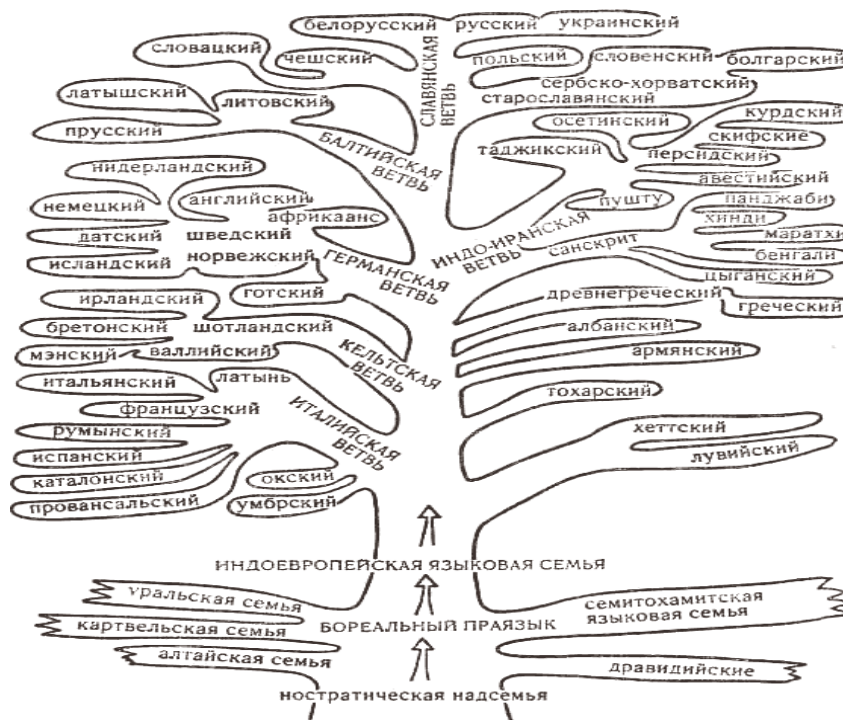 белорусский
русский
украинский
словацкий
чешский
СЛАВЯНСКАЯ
ВЕТВЬ
польский
словенский
болгарский
сербско-хорватский
старославянский
латышский
литовский
прусский
БАЛТИЙСКАЯ
ВЕТВЬ
осетинский
курдский
таджикский
скифские
персидский
авестийский
пушту
панджаби
ИНДО-ИРАНСКАЯ
ВЕТВЬ
санскрит
хинди
маратхи
бенгали
цыганский
нидерландский
немецкий
английский
африкаанс
датский
шведский
исландский
норвежский
ГЕРМАНСКАЯ
ВЕТВЬ
готский
древнегреческий
греческий
ирландский
бретонский
шотландский
мэнский
валлийский
КЕЛЬТСКАЯ
ВЕТВЬ
албанский
армянский
тохарский
итальянский
латынь
французский
румынский
ИТАЛИЙСКАЯ
ВЕТВЬ
испанский
каталонский
провансальский
окский
умбрский
хеттский
лувийский
ИНДОЕВРОПЕЙСКАЯ ЯЗЫКОВАЯ СЕМЬЯ
уральская семья
картвельская семья
БОРЕАЛЬНЫЙ ПРАЯЗЫК
семитохамитская
языковая семья
алтайская семья
дравидийские
ностратическая надсемья